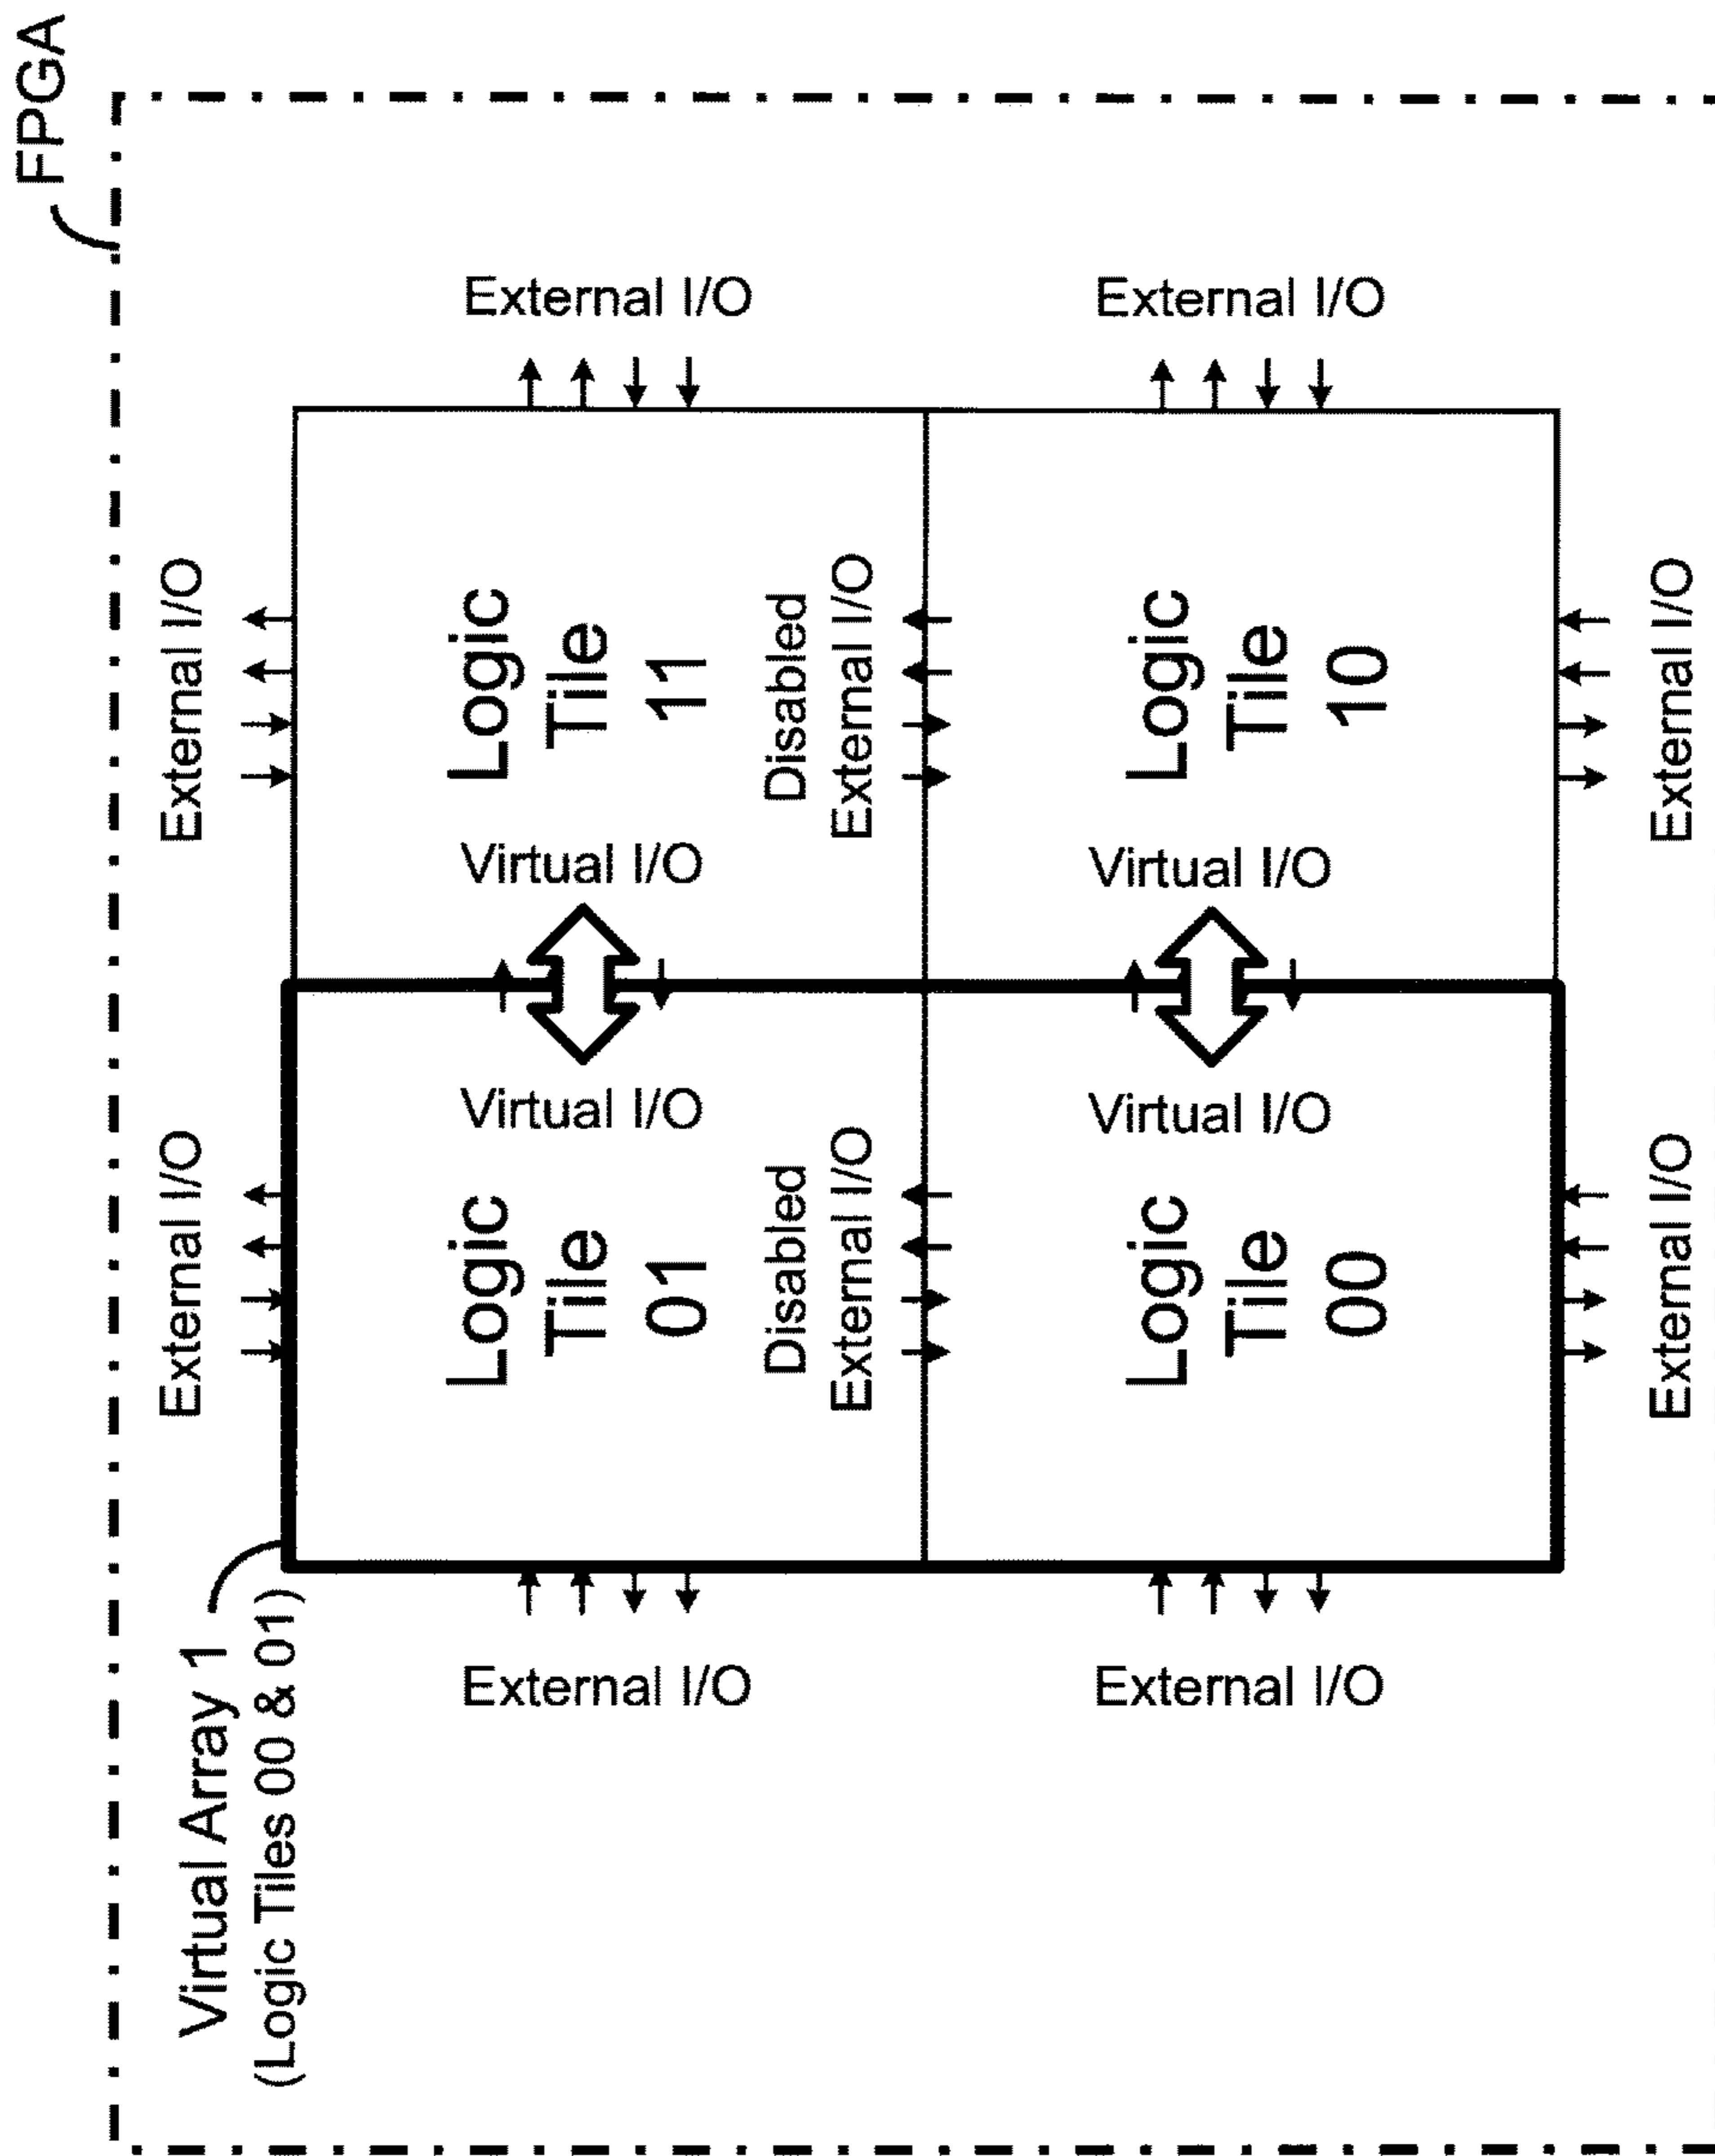 FPGA
Virtual Array 1
(Logic Tiles 00 & 01)
External I/O
External I/O
External I/O
Logic
Tile
01
Virtual I/O
Virtual I/O
Logic
Tile
11
External I/O
Disabled
External I/O
Disabled
External I/O
External I/O
Logic
Tile
00
Virtual I/O
Virtual I/O
Logic
Tile
10
External I/O
External I/O
External I/O